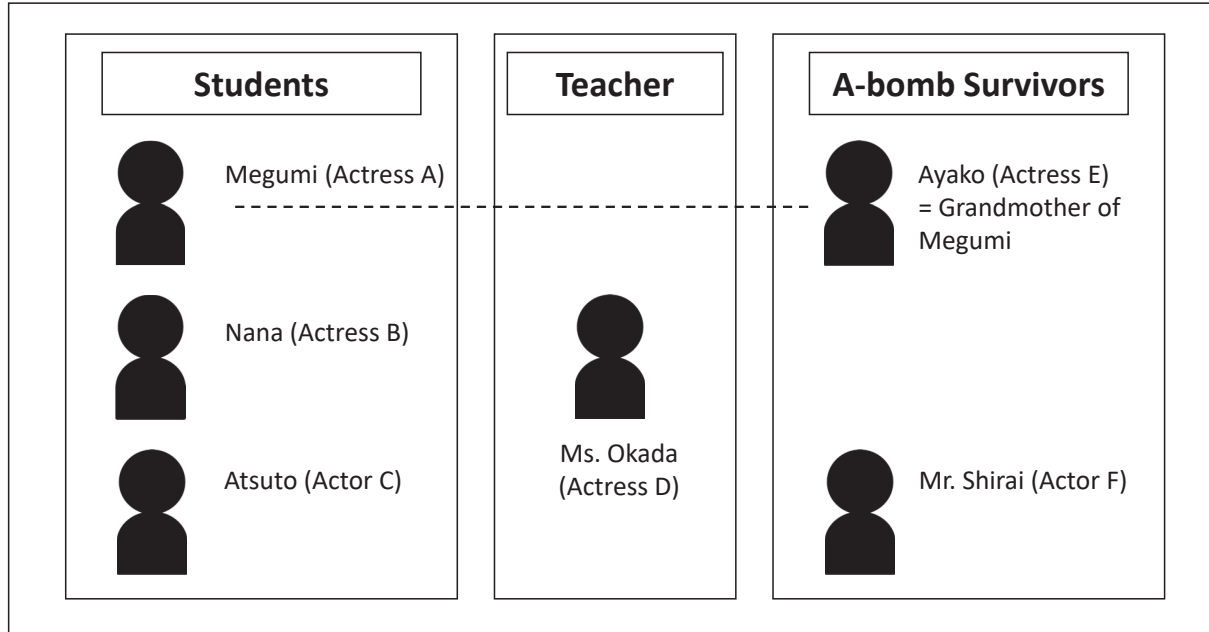 Students
Megumi (Actress A)
Nana (Actress B)
Atsuto (Actor C)
Teacher
Ms. Okada
(Actress D)
A-bomb Survivors
Ayako (Actress E)
= Grandmother of
Megumi
Mr. Shirai (Actor F)